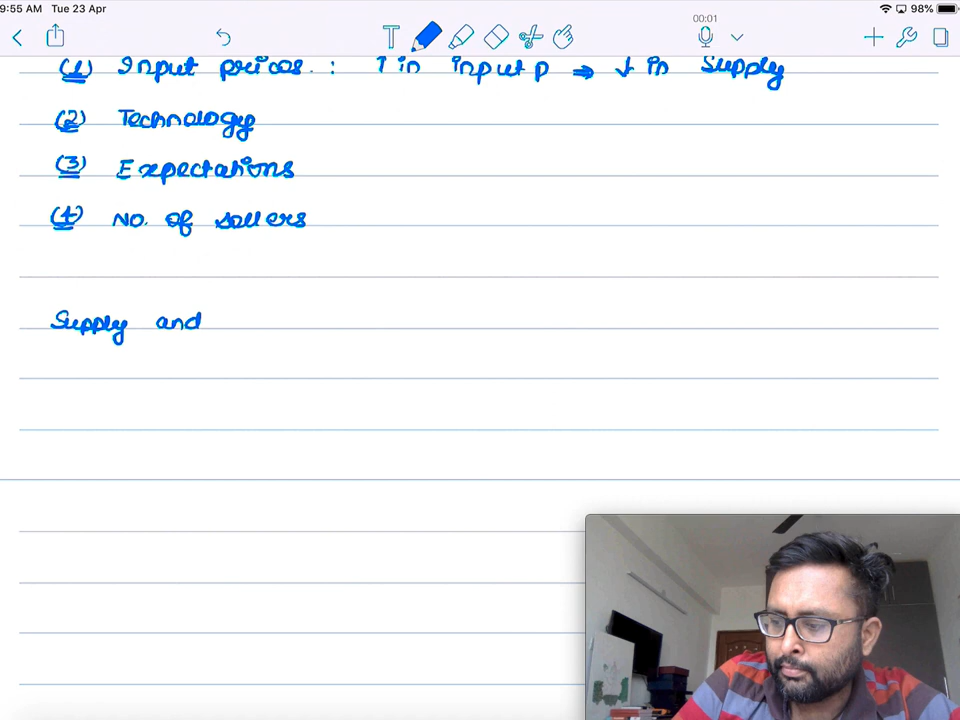 9:55 AM Tue 23 Apr
98%
00:01
T
(1) Input prices. : ↑ in input p ⇒ ↓ in Supply
(2) Technology
(3) Expectations
(4) No. of sellers
Supply and